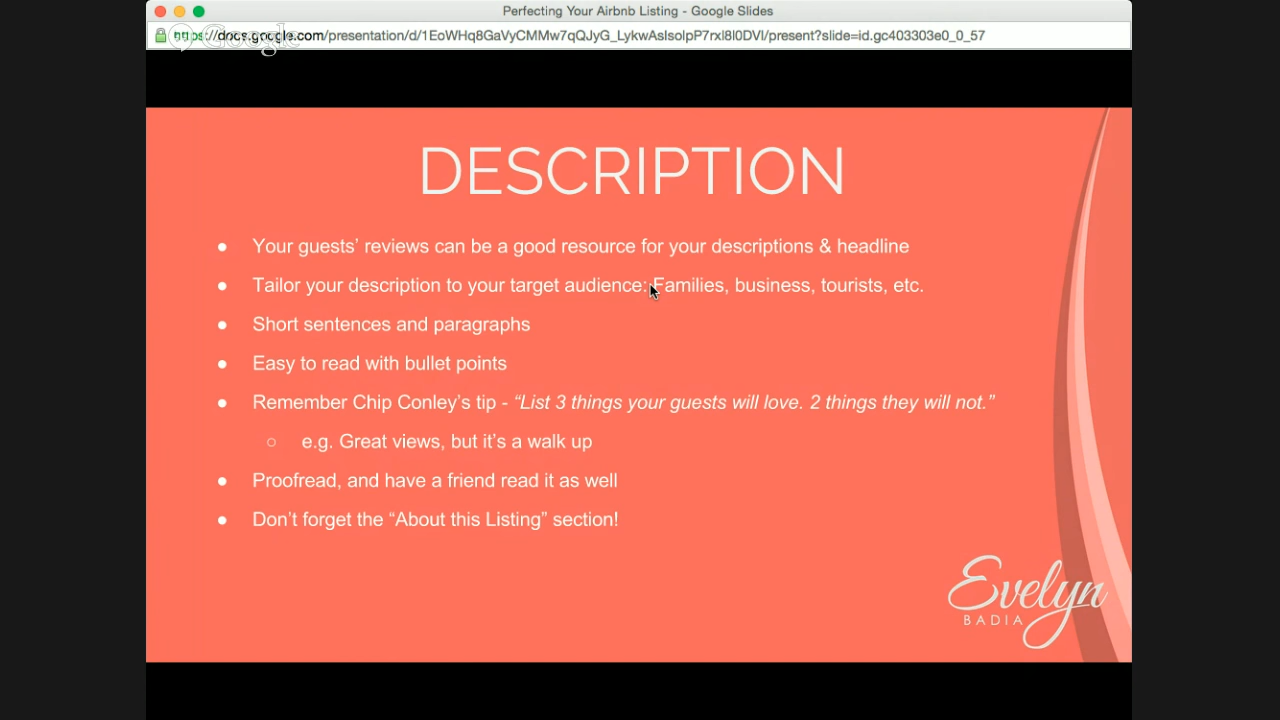 Perfecting Your Airbnb Listing - Google Slides
https://docs.google.com/presentation/d/1EoWHq8GaVyCMMw7qQJyG_LykwAslsolpP7rxl8l0DVI/present?slide=id.gc403303e0_0_57
Google
DESCRIPTION
● Your guests’ reviews can be a good resource for your descriptions & headline
● Tailor your description to your target audience: Families, business, tourists, etc.
● Short sentences and paragraphs
● Easy to read with bullet points
● Remember Chip Conley’s tip - “List 3 things your guests will love. 2 things they will not.”
○ e.g. Great views, but it’s a walk up
● Proofread, and have a friend read it as well
● Don’t forget the “About this Listing” section!
Evelyn
BADIA